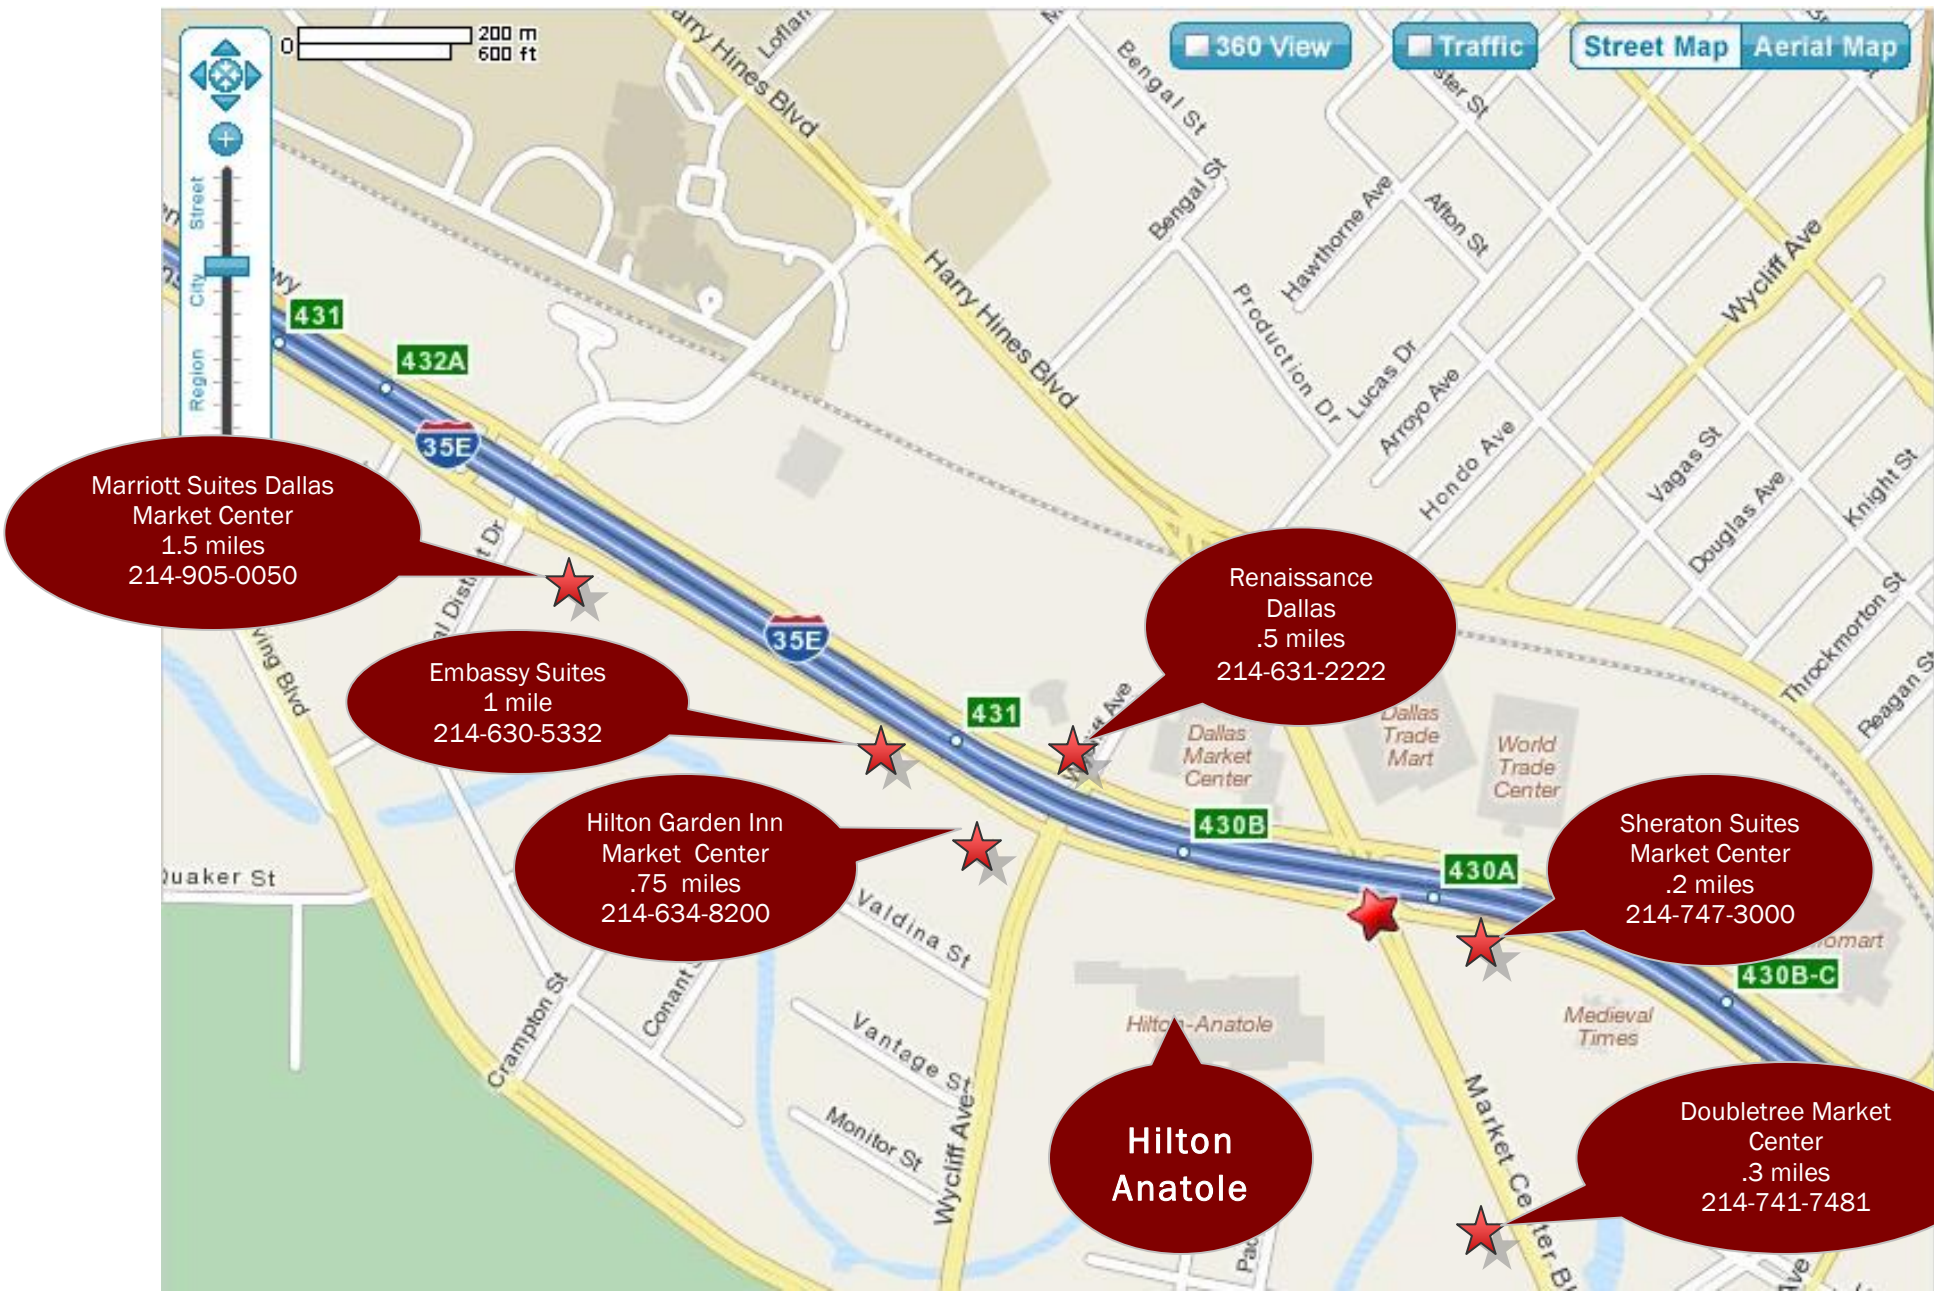 0
200 m
600 ft
360 View
Traffic
Street Map
Aerial Map
Street
City
Region
Harry Hines Blvd
Bengal St
Bengal St
Hawthorne Ave
Afton St
Wycliff Ave
Harry Hines Blvd
Production Dr
Lucas Dr
Arroyo Ave
Hondo Ave
Vagas St
Douglas Ave
Knight St
Throckmorton St
Reagan St
431
432A
35E
35E
Marriott Suites Dallas
Market Center
1.5 miles
214-905-0050
Renaissance
Dallas
.5 miles
214-631-2222
Embassy Suites
1 mile
214-630-5332
431
Dallas
Market
Center
Dallas
Trade
Mart
World
Trade
Center
Hilton Garden Inn
Market  Center
.75  miles
214-634-8200
430B
430A
Sheraton Suites
Market Center
.2 miles
214-747-3000
430B-C
Quaker St
Valdina St
Vantage St
Monitor St
Conant
Crampton St
Wycliff Ave
Hilton-Anatole
Medieval
Times
Hilton
Anatole
Market Center Bl
Doubletree Market
Center
.3 miles
214-741-7481
Ave